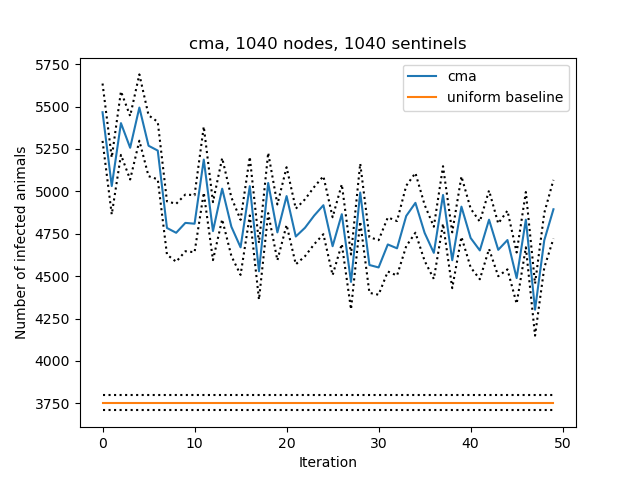 cma, 1040 nodes, 1040 sentinels
5750
5500
5250
5000
4750
4500
4250
4000
3750
Number of infected animals
cma
uniform baseline
0 10 20 30 40 50
Iteration